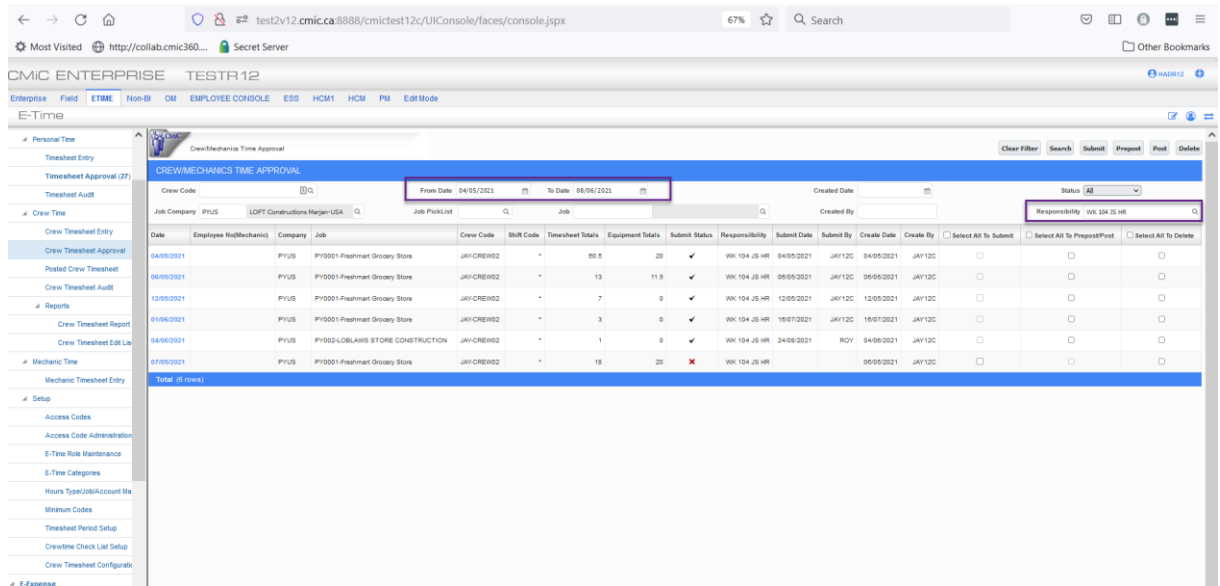 test2v12.cmic.ca:8888/cmictest12c/UIConsole/faces/console.jspx 67% Search
Most Visited http://collab.cmic360.... Secret Server Other Bookmarks
CMiC ENTERPRISE TESTR12 HADR12
Enterprise Field ETIME Non-BI OM EMPLOYEE CONSOLE ESS HCM1 HCM PM Edit Mode
E-Time
Personal Time
Timesheet Entry
Timesheet Approval (27)
Timesheet Audit
Crew Time
Crew Timesheet Entry
Crew Timesheet Approval
Posted Crew Timesheet
Crew Timesheet Audit
Reports
Crew Timesheet Report
Crew Timesheet Edit Lis
Mechanic Time
Mechanic Timesheet Entry
Setup
Access Codes
Access Code Administration
E-Time Role Maintenance
E-Time Categories
Hours Type/Job/Account Ma
Minimum Codes
Timesheet Period Setup
Crewtime Check List Setup
Crew Timesheet Configuratic
E-Expense
CMiC
Crew/Mechanics Time Approval Clear Filter Search Submit Prepost Post Delete
CREW/MECHANICS TIME APPROVAL
Crew Code From Date 04/05/2021 To Date 08/06/2021 Created Date Status All
Job Company PYUS LOFT Constructions Marjan-USA Job PickList Job Created By Responsibility WK 104 JS HR
Date Employee No(Mechanic) Company Job Crew Code Shift Code Timesheet Totals Equipment Totals Submit Status Responsiibility Submit Date Submit By Create Date Create By Select All To Submit Select All To Prepost/Post Select All To Delete
04/05/2021 PYUS PY0001-Freshmart Grocery Store JAY-CREW02 * 60.5 20 ✔ WK 104 JS HR 04/05/2021 JAY12C 04/05/2021 JAY12C
06/05/2021 PYUS PY0001-Freshmart Grocery Store JAY-CREW02 * 13 11.5 ✔ WK 104 JS HR 06/05/2021 JAY12C 06/05/2021 JAY12C
12/05/2021 PYUS PY0001-Freshmart Grocery Store JAY-CREW02 * 7 0 ✔ WK 104 JS HR 12/05/2021 JAY12C 12/05/2021 JAY12C
01/06/2021 PYUS PY0001-Freshmart Grocery Store JAY-CREW02 * 3 0 ✔ WK 104 JS HR 16/07/2021 JAY12C 16/07/2021 JAY12C
04/06/2021 PYUS PY002-LOBLAWS STORE CONSTRUCTION JAY-CREW02 * 1 0 ✔ WK 104 JS HR 24/08/2021 ROY 04/06/2021 JAY12C
07/05/2021 PYUS PY0001-Freshmart Grocery Store JAY-CREW02 * 18 20 ✖ WK 104 JS HR 06/05/2021 JAY12C
Total (6 rows)